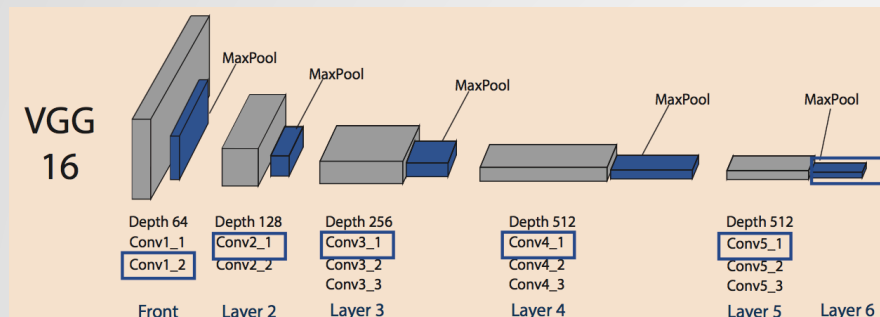 VGG
16
MaxPool
MaxPool
MaxPool
MaxPool
MaxPool
Depth 64
Conv1_1
Conv1_2
Front
Depth 128
Conv2_1
Conv2_2
Layer 2
Depth 256
Conv3_1
Conv3_2
Conv3_3
Layer 3
Depth 512
Conv4_1
Conv4_2
Conv4_3
Layer 4
Depth 512
Conv5_1
Conv5_2
Conv5_3
Layer 5
Layer 6